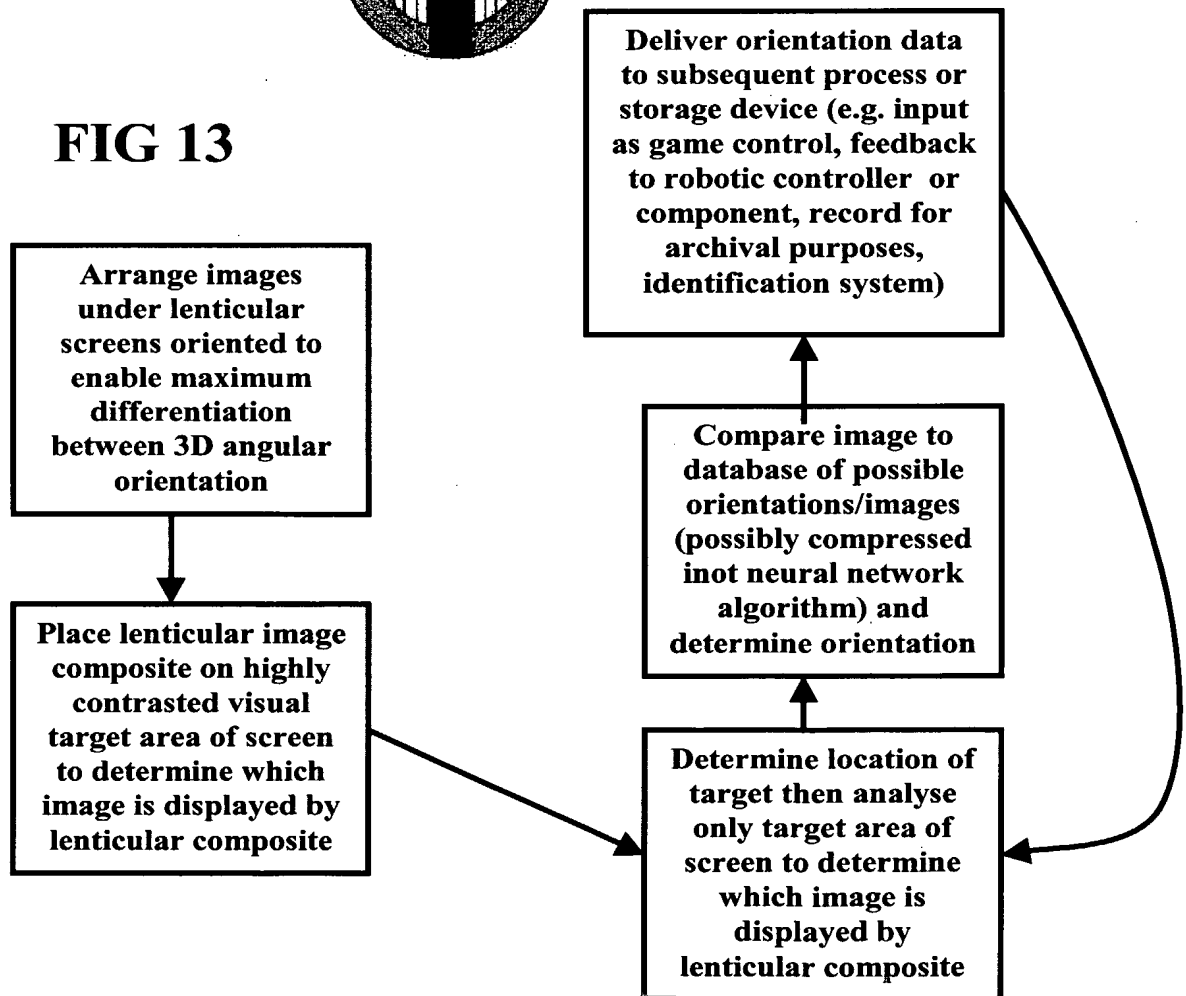 FIG 13
Arrange images
under lenticular
screens oriented to
enable maximum
differentiation
between 3D angular
orientation
Place lenticular image
composite on highly
contrasted visual
target area of screen
to determine which
image is displayed by
lenticular composite
Determine location of
target then analyse
only target area of
screen to determine
which image is
displayed by
lenticular composite
Compare image to
database of possible
orientations/images
(possibly compressed
inot neural network
algorithm) and
determine orientation
Deliver orientation data
to subsequent process or
storage device (e.g. input
as game control, feedback
to robotic controller or
component, record for
archival purposes,
identification system)